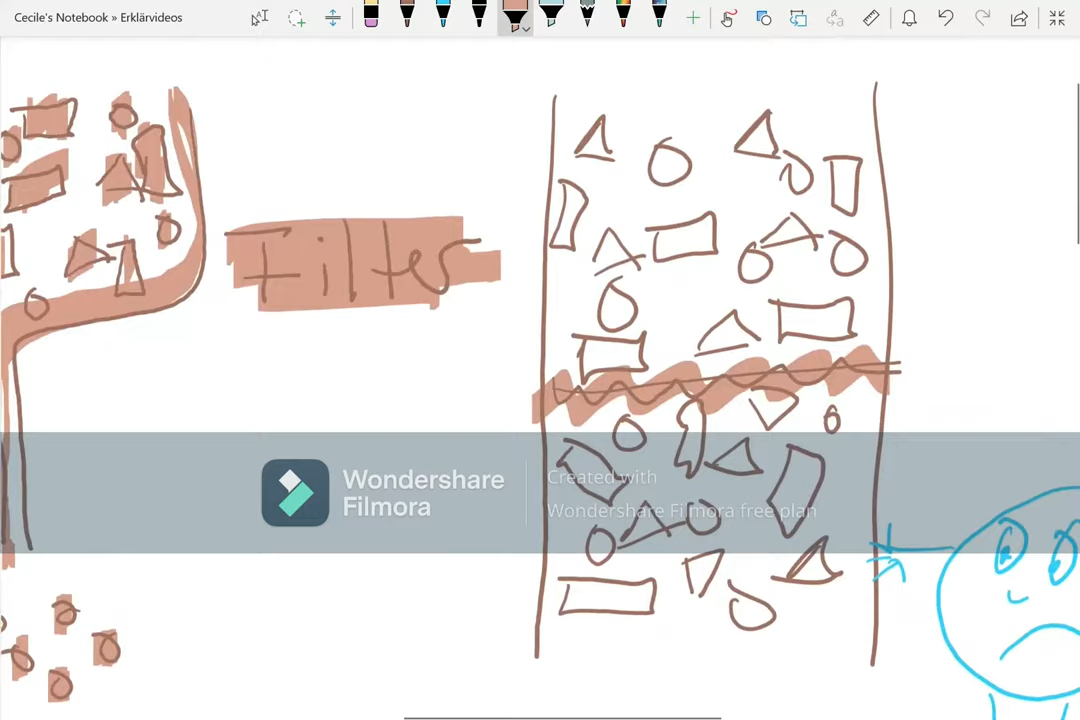 Cecile's Notebook » Erklärvideos
Filter
Wondershare
Filmora
Created with
Wondershare Filmora free plan